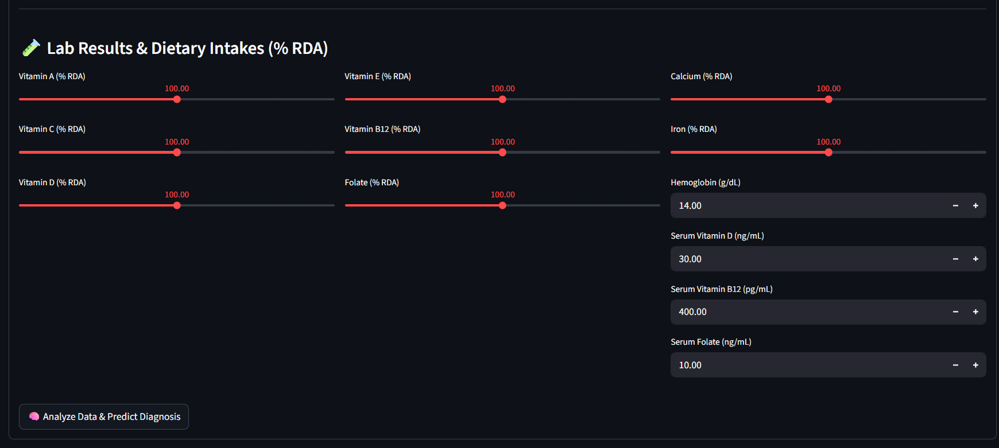 Lab Results & Dietary Intakes (% RDA)
Vitamin A (% RDA)
100.00
Vitamin C (% RDA)
100.00
Vitamin D (% RDA)
100.00
Vitamin E (% RDA)
100.00
Vitamin B12 (% RDA)
100.00
Folate (% RDA)
100.00
Calcium (% RDA)
100.00
Iron (% RDA)
100.00
Hemoglobin (g/dL)
14.00
Serum Vitamin D (ng/mL)
30.00
Serum Vitamin B12 (pg/mL)
400.00
Serum Folate (ng/mL)
10.00
Analyze Data & Predict Diagnosis